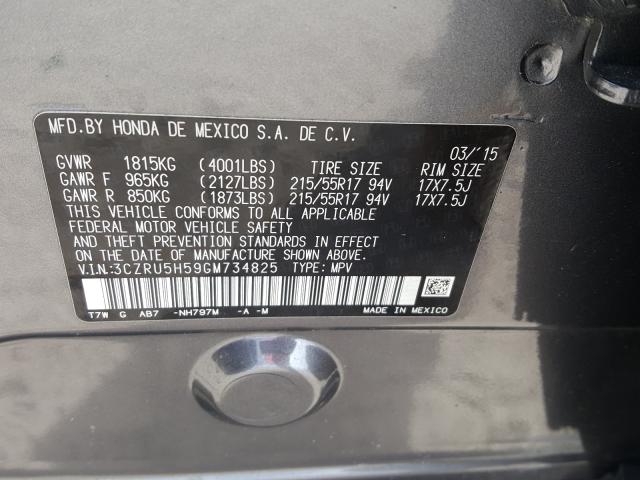 MFD.BY HONDA DE MEXICO S.A. DE C.V.
03/'15
GVWR 1815KG (4001LBS) TIRE SIZE RIM SIZE
GAWR F 965KG (2127LBS) 215/55R17 94V 17X7.5J
GAWR R 850KG (1873LBS) 215/55R17 94V 17X7.5J
THIS VEHICLE CONFORMS TO ALL APPLICABLE
FEDERAL MOTOR VEHICLE SAFETY
AND THEFT PREVENTION STANDARDS IN EFFECT
ON THE DATE OF MANUFACTURE SHOWN ABOVE.
V.I.N:3CZRU5H59GM734825 TYPE: MPV
T7W G AB7 -NH797M -A -M MADE IN MEXICO